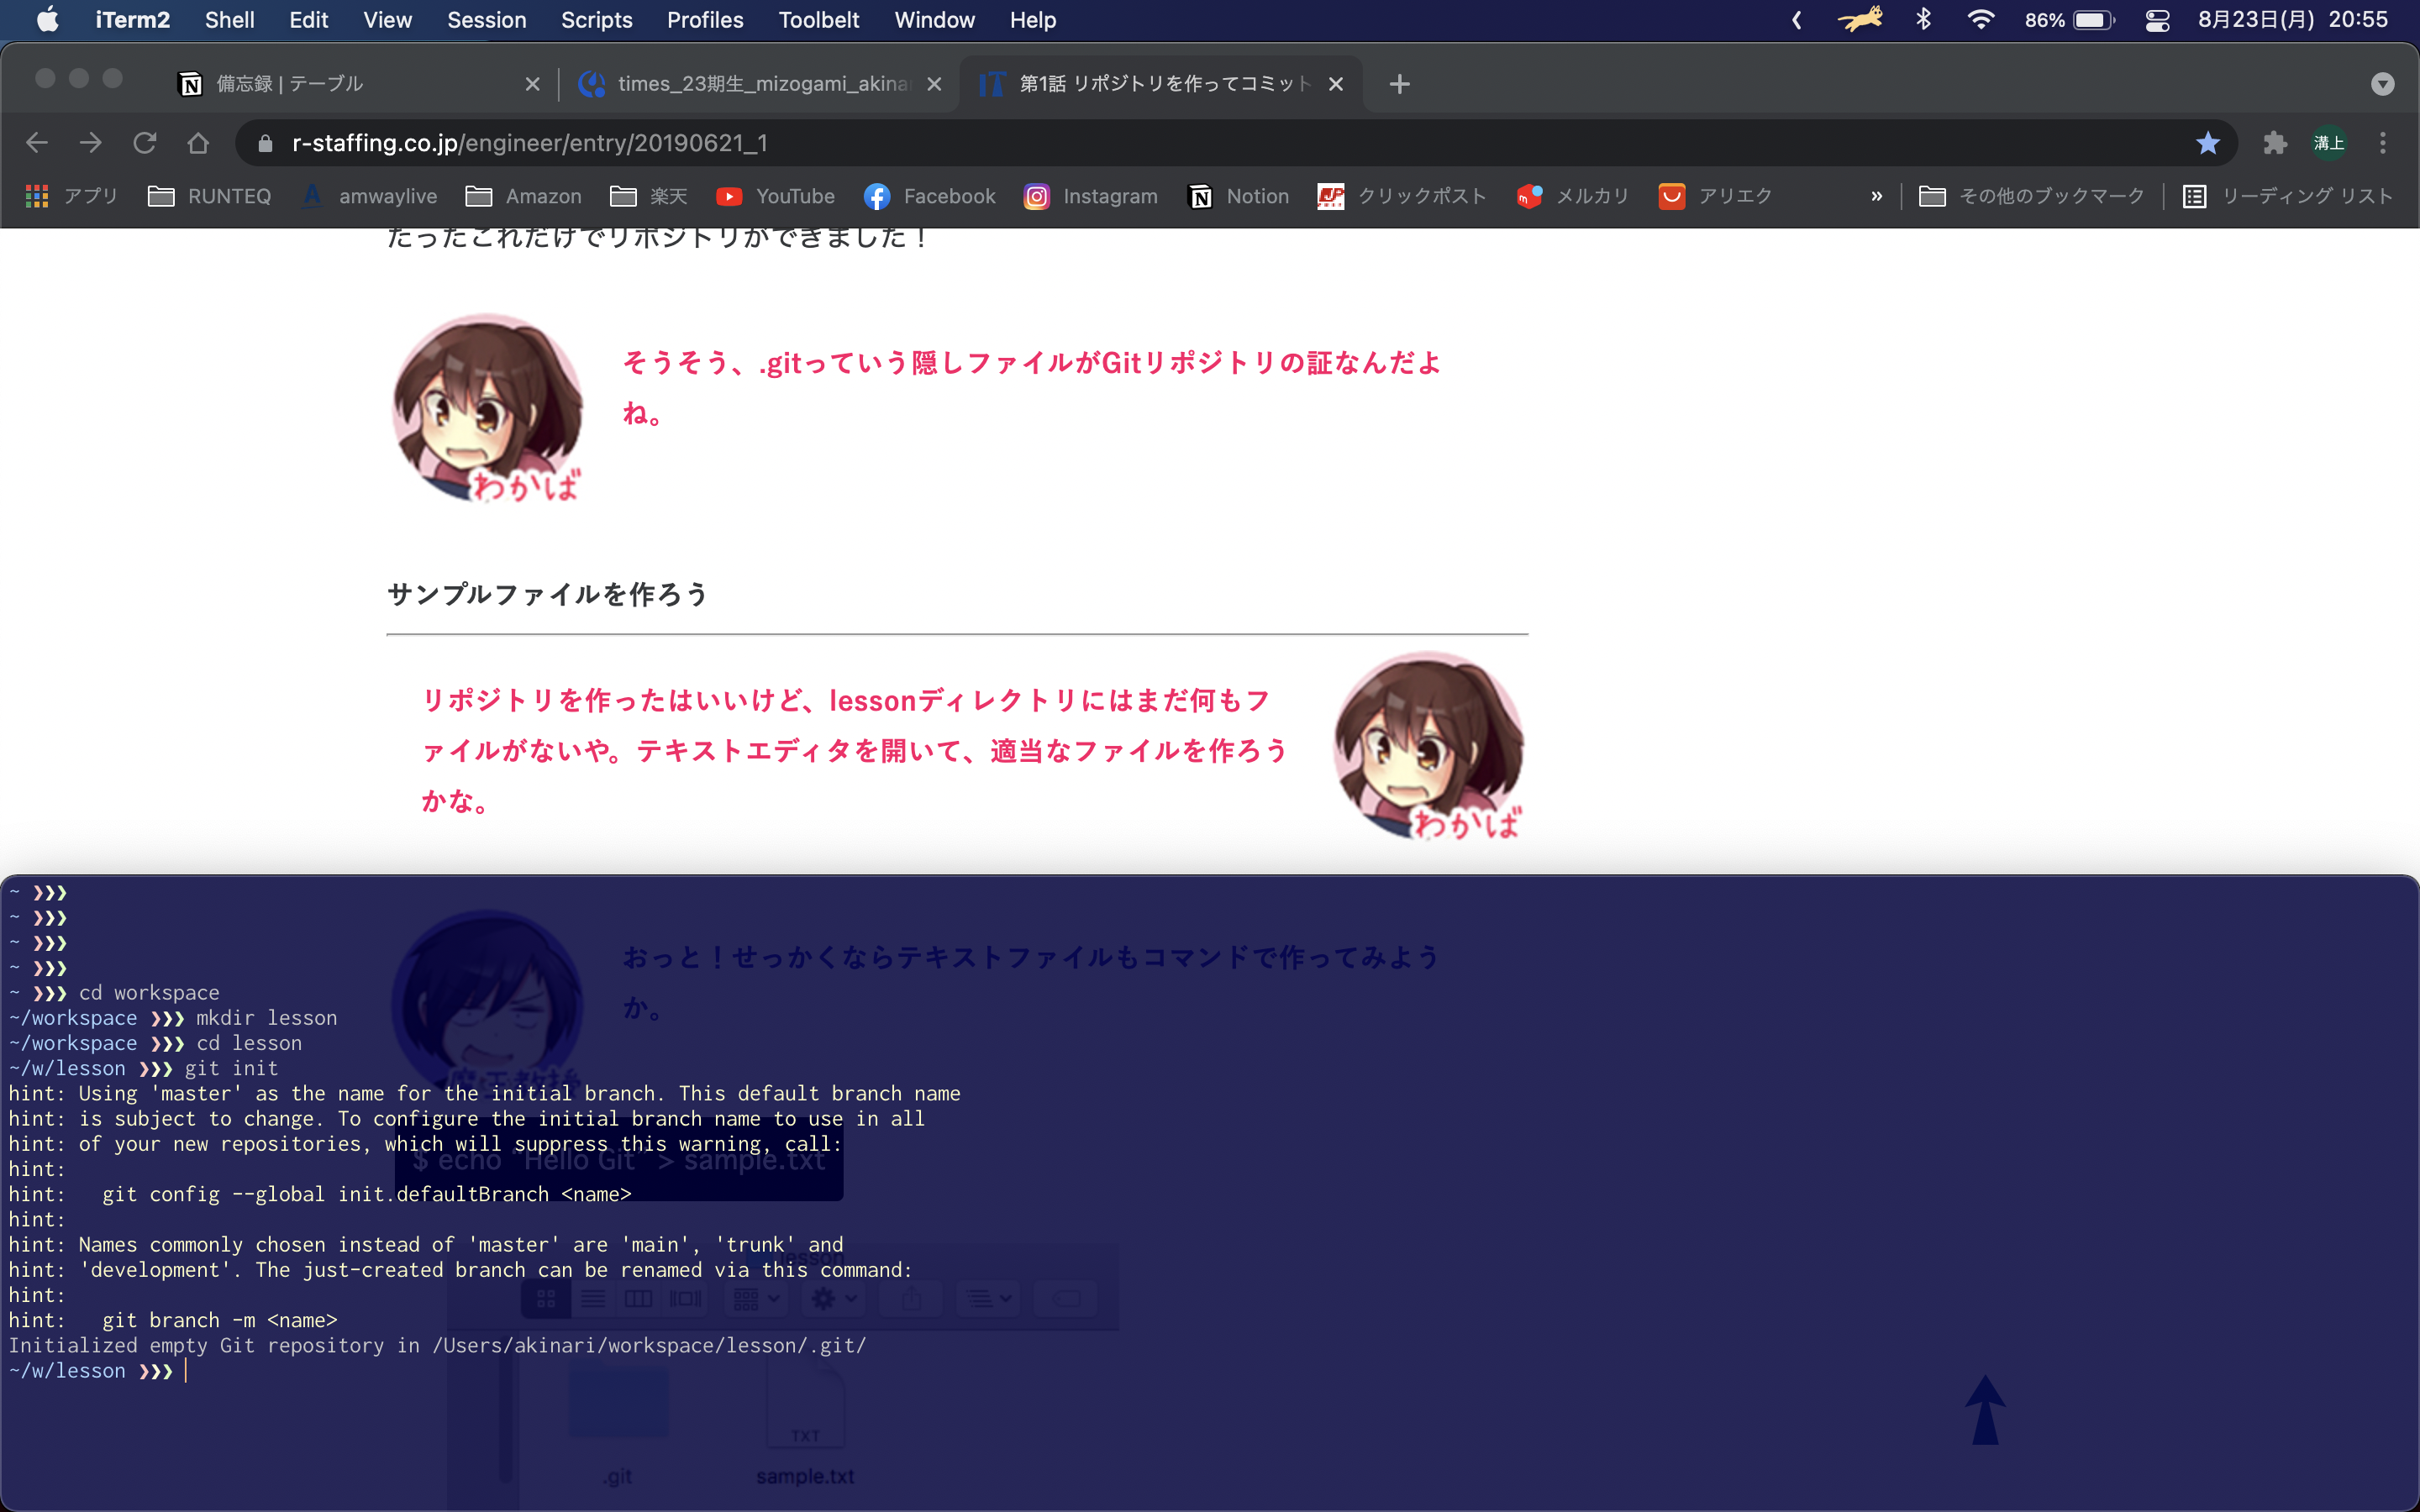 iTerm2 Shell Edit View Session Scripts Profiles Toolbelt Window Help 86% 8月23日(月) 20:55
備忘録 | テーブル times_23期生_mizogami_akina 第1話 リポジトリを作ってコミット
r-staffing.co.jp/engineer/entry/20190621_1 溝上
アプリ RUNTEQ amwaylive Amazon 楽天 YouTube Facebook Instagram Notion クリックポスト メルカリ アリエク » その他のブックマーク リーディング リスト
たったこれだけでリポジトリができました！
そうそう、.gitっていう隠しファイルがGitリポジトリの証なんだよ
ね。
わかば
サンプルファイルを作ろう
リポジトリを作ったはいいけど、lessonディレクトリにはまだ何もフ
ァイルがないや。テキストエディタを開いて、適当なファイルを作ろう
かな。
わかば
~ ❯❯❯
~ ❯❯❯
~ ❯❯❯
~ ❯❯❯
~ ❯❯❯ cd workspace
~/workspace ❯❯❯ mkdir lesson
~/workspace ❯❯❯ cd lesson
~/w/lesson ❯❯❯ git init
hint: Using 'master' as the name for the initial branch. This default branch name
hint: is subject to change. To configure the initial branch name to use in all
hint: of your new repositories, which will suppress this warning, call:
hint:
hint:   git config --global init.defaultBranch <name>
hint:
hint: Names commonly chosen instead of 'master' are 'main', 'trunk' and
hint: 'development'. The just-created branch can be renamed via this command:
hint:
hint:   git branch -m <name>
Initialized empty Git repository in /Users/akinari/workspace/lesson/.git/
~/w/lesson ❯❯❯
おっと！せっかくならテキストファイルもコマンドで作ってみよう
か。
$ echo "Hello Git" > sample.txt
lesson
TXT
.git sample.txt